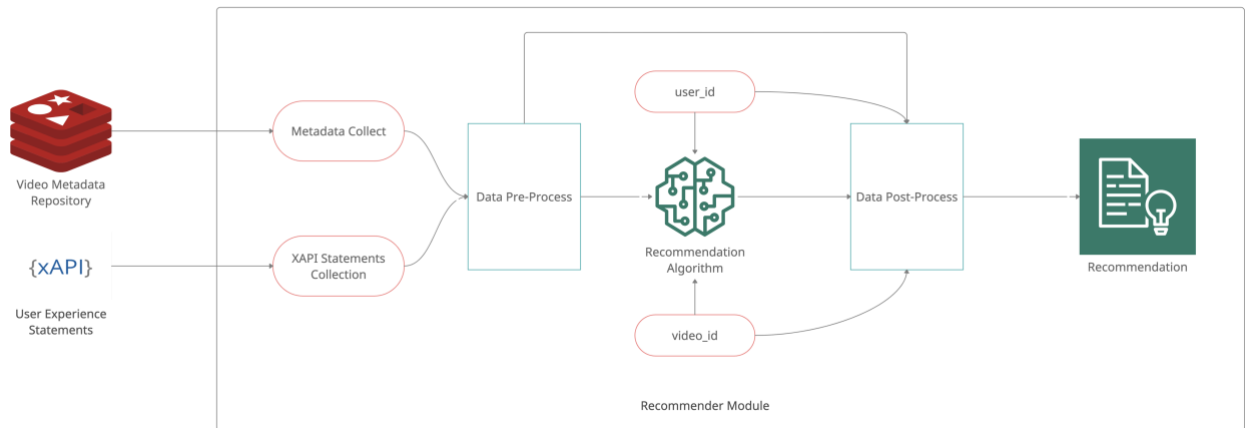 Video Metadata
Repository
{xAPI}
User Experience
Statements
Metadata Collect
XAPI Statements
Collection
Data Pre-Process
user_id
Recommendation
Algorithm
video_id
Data Post-Process
Recommendation
Recommender Module